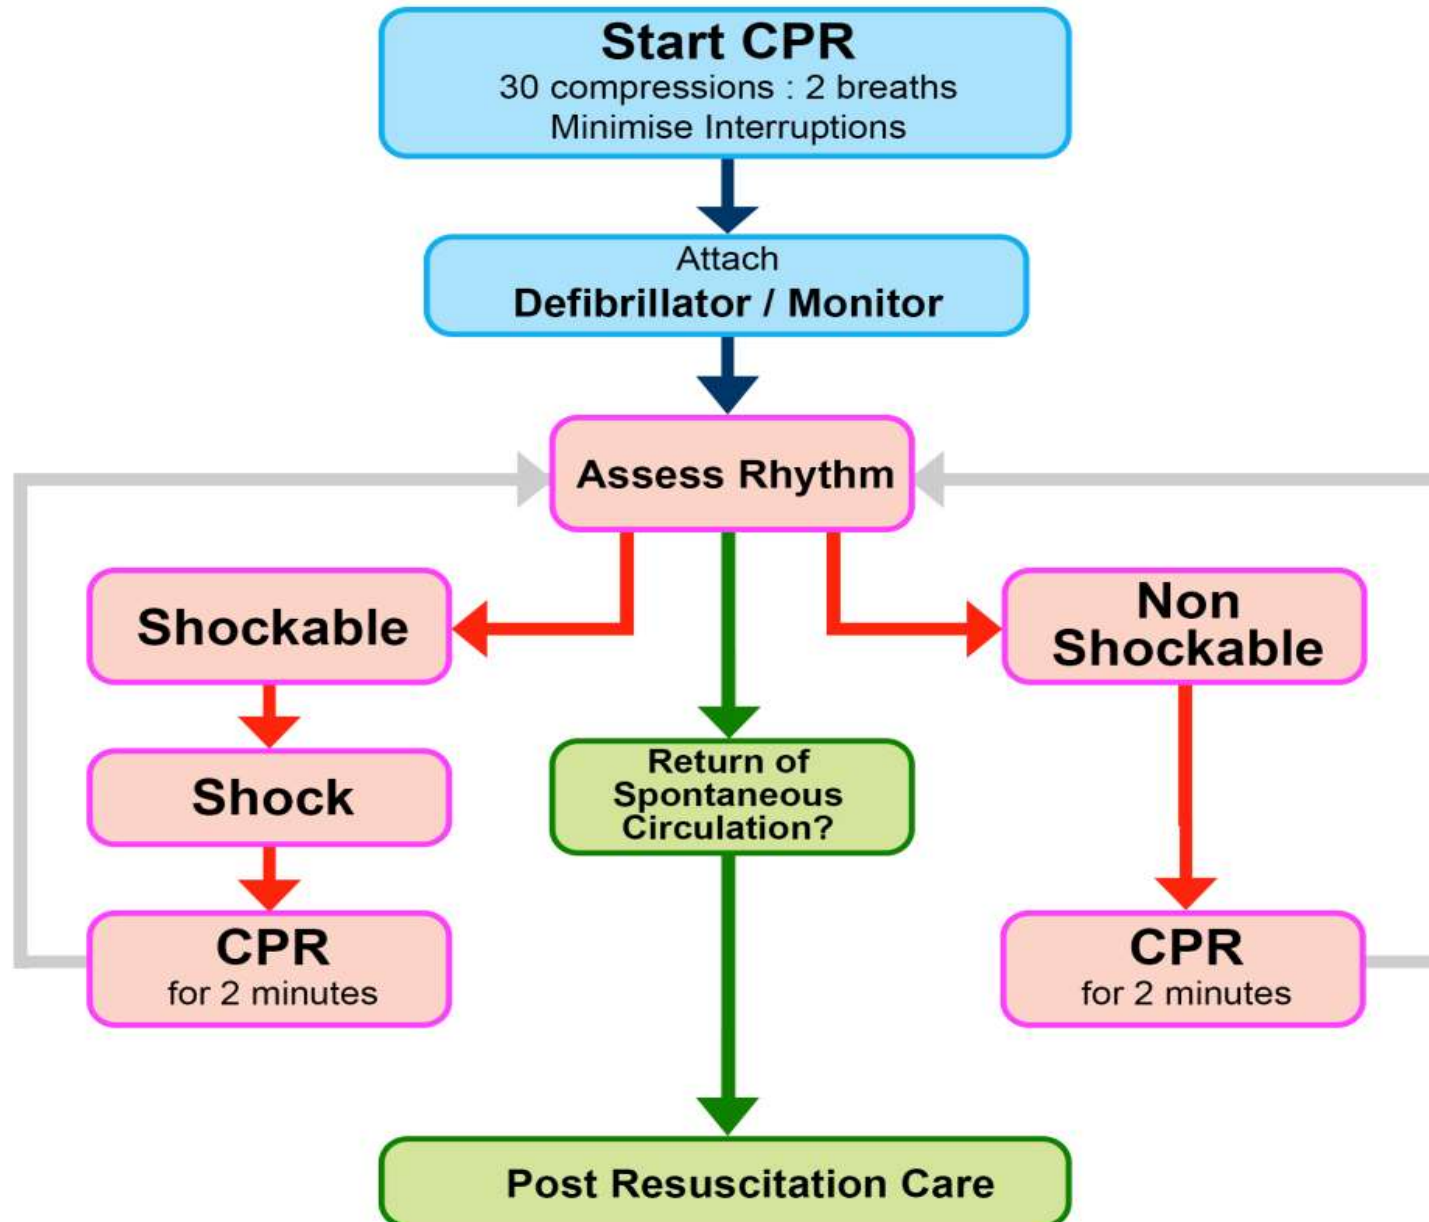 Start CPR
30 compressions : 2 breaths
Minimise Interruptions
Attach
Defibrillator / Monitor
Assess Rhythm
Shockable
Non
Shockable
Shock
Return of
Spontaneous
Circulation?
CPR
for 2 minutes
CPR
for 2 minutes
Post Resuscitation Care